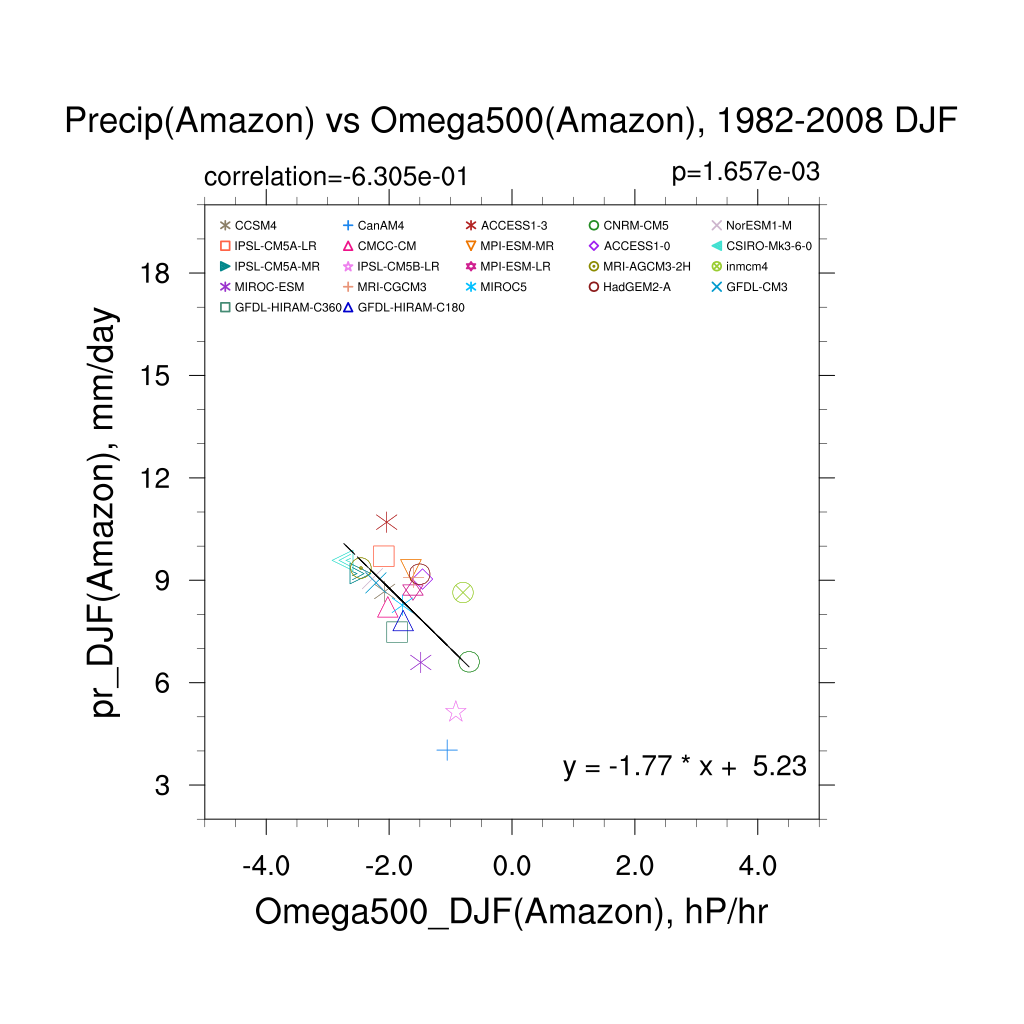 Precip(Amazon) vs Omega500(Amazon), 1982-2008 DJF
correlation=-6.305e-01 p=1.657e-03
CCSM4 CanAM4 ACCESS1-3 CNRM-CM5 NorESM1-M
IPSL-CM5A-LR CMCC-CM MPI-ESM-MR ACCESS1-0 CSIRO-Mk3-6-0
IPSL-CM5A-MR IPSL-CM5B-LR MPI-ESM-LR MRI-AGCM3-2H inmcm4
MIROC-ESM MRI-CGCM3 MIROC5 HadGEM2-A GFDL-CM3
GFDL-HIRAM-C360 GFDL-HIRAM-C180
pr_DJF(Amazon), mm/day
18
15
12
9
6
3
y = -1.77 * x + 5.23
-4.0 -2.0 0.0 2.0 4.0
Omega500_DJF(Amazon), hP/hr